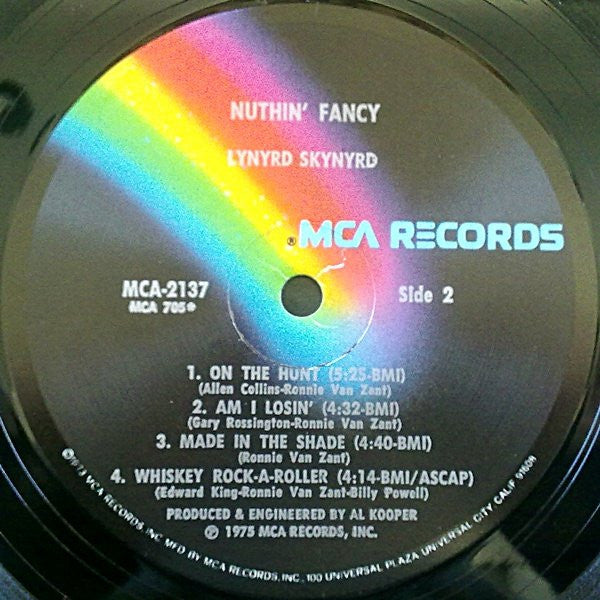 NUTHIN' FANCY
LYNYRD SKYNYRD
®MCA RECORDS
MCA-2137
MCA 705*
Side 2
1. ON THE HUNT (5:25-BMI)
(Allen Collins-Ronnie Van Zant)
2. AM I LOSIN' (4:32-BMI)
(Gary Rossington-Ronnie Van Zant)
3. MADE IN THE SHADE (4:40-BMI)
(Ronnie Van Zant)
4. WHISKEY ROCK-A-ROLLER (4:14-BMI/ASCAP)
(Edward King-Ronnie Van Zant-Billy Powell)
PRODUCED & ENGINEERED BY AL KOOPER
℗ 1975 MCA RECORDS, INC.
©1973 MCA RECORDS, INC MFD BY MCA RECORDS, INC., 100 UNIVERSAL PLAZA UNIVERSAL CITY CALIF 91608